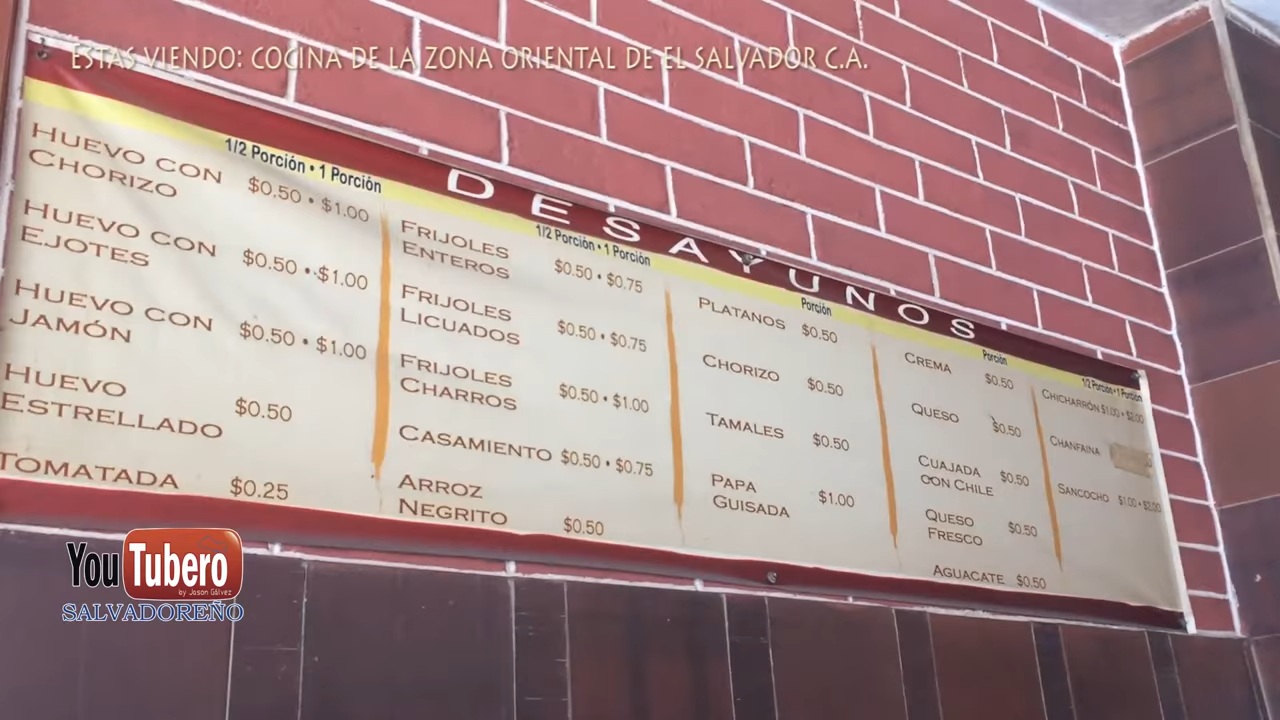 ESTAS VIENDO: COCINA DE LA ZONA ORIENTAL DE EL SALVADOR C.A.
DESAYUNOS
1/2 Porción • 1 Porción
HUEVO CON
CHORIZO $0.50 • $1.00
HUEVO CON
EJOTES $0.50 • $1.00
HUEVO CON
JAMÓN $0.50 • $1.00
HUEVO
ESTRELLADO $0.50
TOMATADA $0.25
1/2 Porción • 1 Porción
FRIJOLES
ENTEROS $0.50 • $0.75
FRIJOLES
LICUADOS $0.50 • $0.75
FRIJOLES
CHARROS $0.50 • $1.00
CASAMIENTO $0.50 • $0.75
ARROZ
NEGRITO $0.50
Porción
PLATANOS $0.50
CHORIZO $0.50
TAMALES $0.50
PAPA
GUISADA $1.00
Porción
CREMA $0.50
QUESO $0.50
CUAJADA
CON CHILE $0.50
QUESO
FRESCO $0.50
AGUACATE $0.50
1/2 Porción • 1 Porción
CHICHARRÓN $1.00 • $2.00
CHANFAINA
SANCOCHO $1.00 • $2.00
YouTubero
by Jason Gálvez
SALVADOREÑO